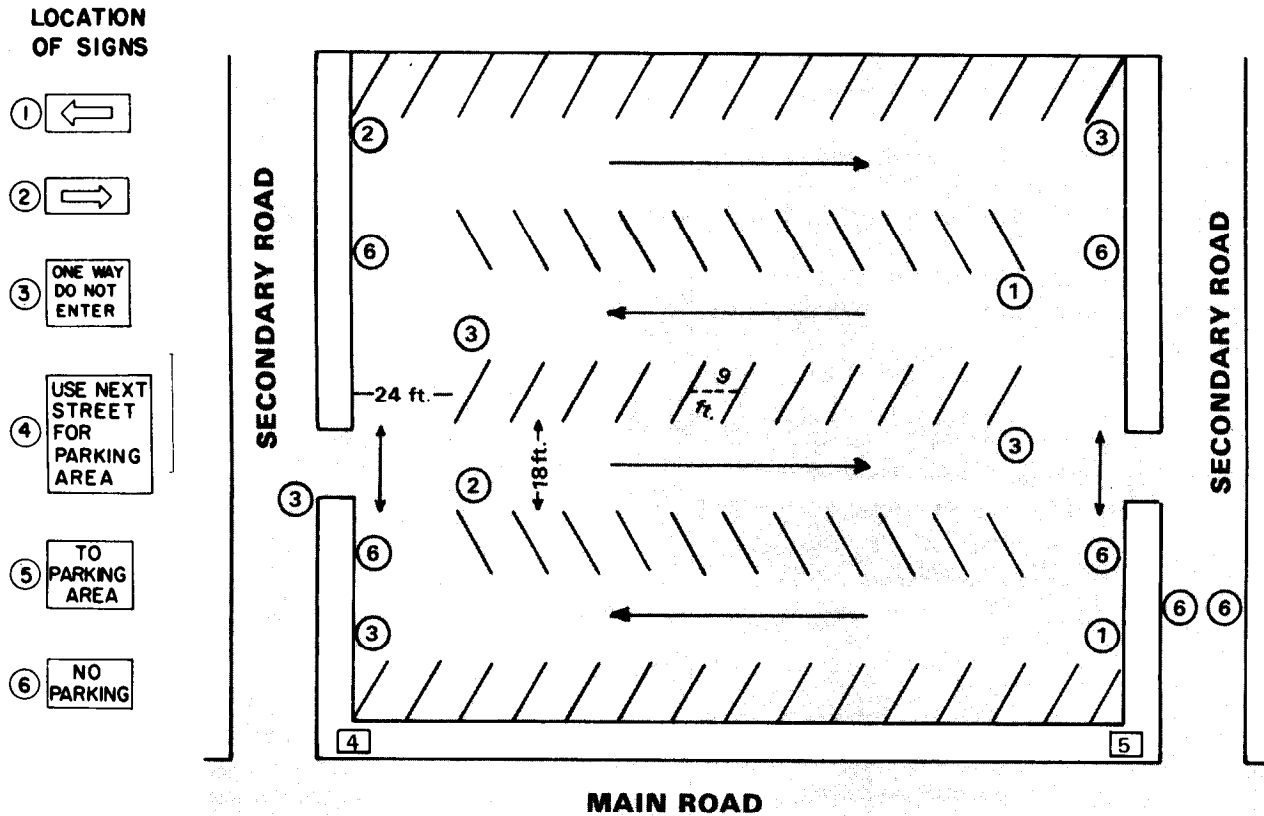 LOCATION
OF SIGNS
1
2
3
ONE WAY
DO NOT
ENTER
4
USE NEXT
STREET
FOR
PARKING
AREA
5
TO
PARKING
AREA
6
NO
PARKING
SECONDARY ROAD
SECONDARY ROAD
2
3
6
6
1
3
24 ft.
9
ft.
18 ft.
3
2
3
6
6
6
6
3
1
4
5
MAIN ROAD